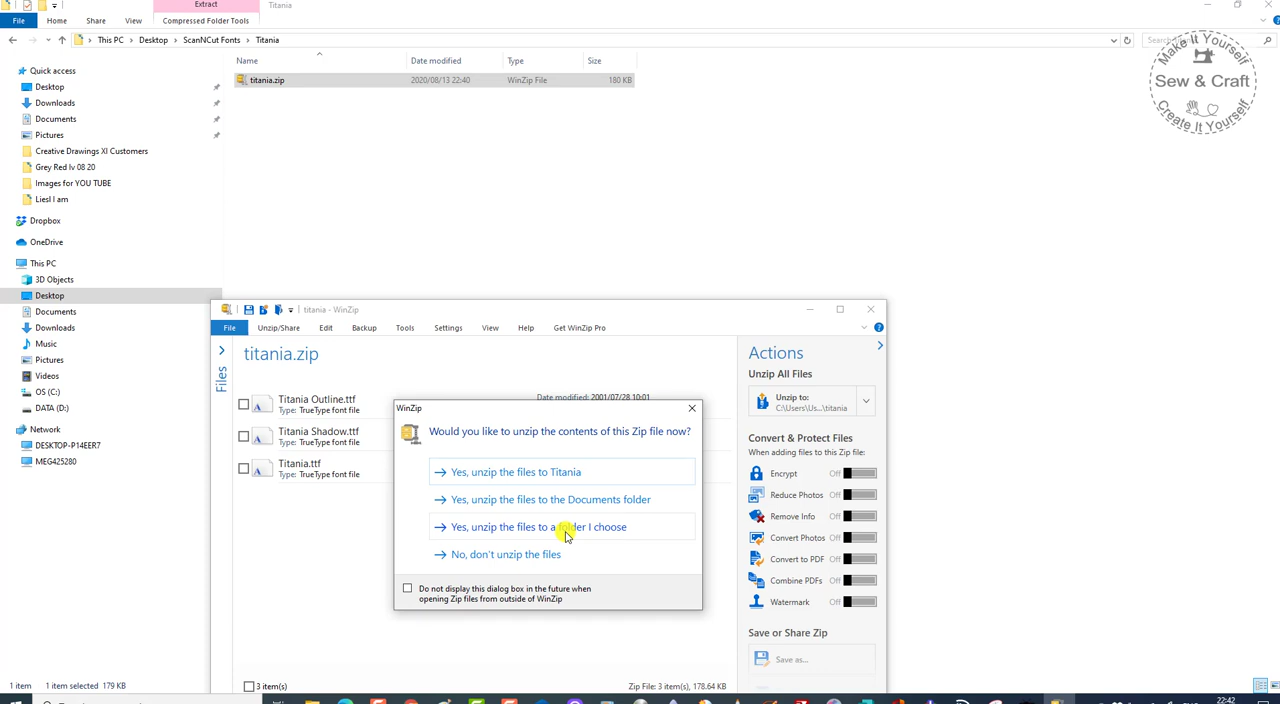 Extract
Titania
File
Home
Share
View
Compressed Folder Tools
This PC > Desktop > ScanNCut Fonts > Titania
Name
Date modified
Type
Size
titania.zip
2020/08/13 22:40
WinZip File
180 KB
Make It Yourself
Sew & Craft
Create It Yourself
Quick access
Desktop
Downloads
Documents
Pictures
Creative Drawings XI Customers
Grey Red lv 08 20
Images for YOU TUBE
Liesl I am
Dropbox
OneDrive
This PC
3D Objects
Desktop
Documents
Downloads
Music
Pictures
Videos
OS (C:)
DATA (D:)
Network
DESKTOP-P14EER7
MEG425280
1 item
1 item selected 179 KB
titania - WinZip
File
Unzip/Share
Edit
Backup
Tools
Settings
View
Help
Get WinZip Pro
Files
titania.zip
Titania Outline.ttf
Type: TrueType font file
Date modified: 2001/07/28 10:01
Titania Shadow.ttf
Type: TrueType font file
Titania.ttf
Type: TrueType font file
3 item(s)
Zip File: 3 item(s), 178.64 KB
WinZip
Would you like to unzip the contents of this Zip file now?
Yes, unzip the files to Titania
Yes, unzip the files to the Documents folder
Yes, unzip the files to a folder I choose
No, don't unzip the files
Do not display this dialog box in the future when
opening Zip files from outside of WinZip
Actions
Unzip All Files
Unzip to:
C:\Users\Us...\titania
Convert & Protect Files
When adding files to this Zip file:
Encrypt Off
Reduce Photos Off
Remove Info Off
Convert Photos Off
Convert to PDF Off
Combine PDFs Off
Watermark Off
Save or Share Zip
Save as...
22:42